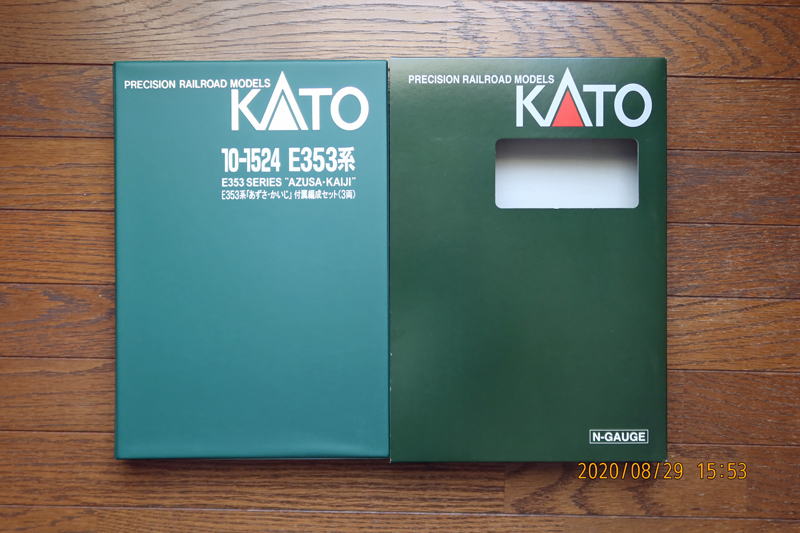 PRECISION RAILROAD MODELS
KATO
10-1524 E353系
E353 SERIES "AZUSA-KAIJI"
E353系「あずさ・かいじ」付属編成セット(3両)
PRECISION RAILROAD MODELS
KATO
N-GAUGE
2020/08/29 15:53